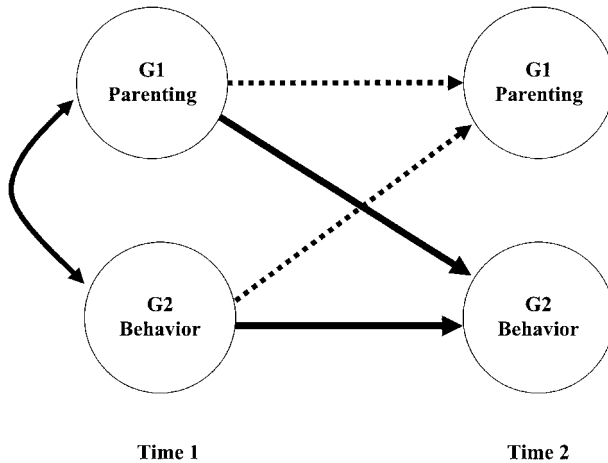 G1
Parenting
G1
Parenting
G2
Behavior
G2
Behavior
Time 1
Time 2